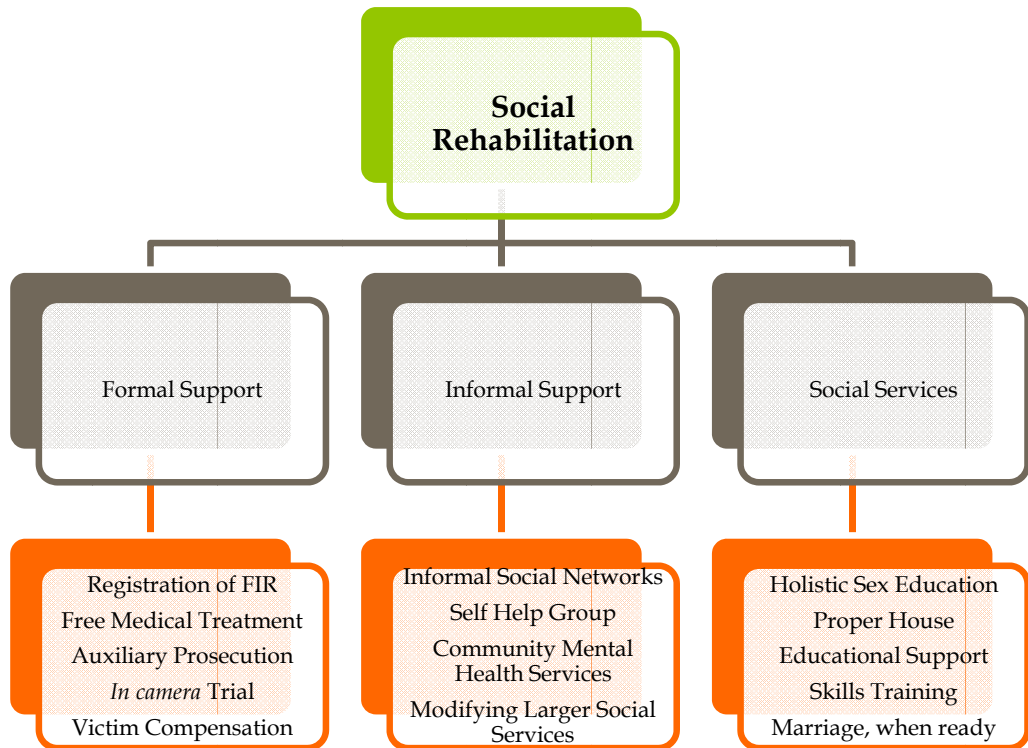 Social
Rehabilitation
Formal Support
Informal Support
Social Services
Registration of FIR
Free Medical Treatment
Auxiliary Prosecution
In camera Trial
Victim Compensation
Informal Social Networks
Self Help Group
Community Mental
Health Services
Modifying Larger Social
Services
Holistic Sex Education
Proper House
Educational Support
Skills Training
Marriage, when ready